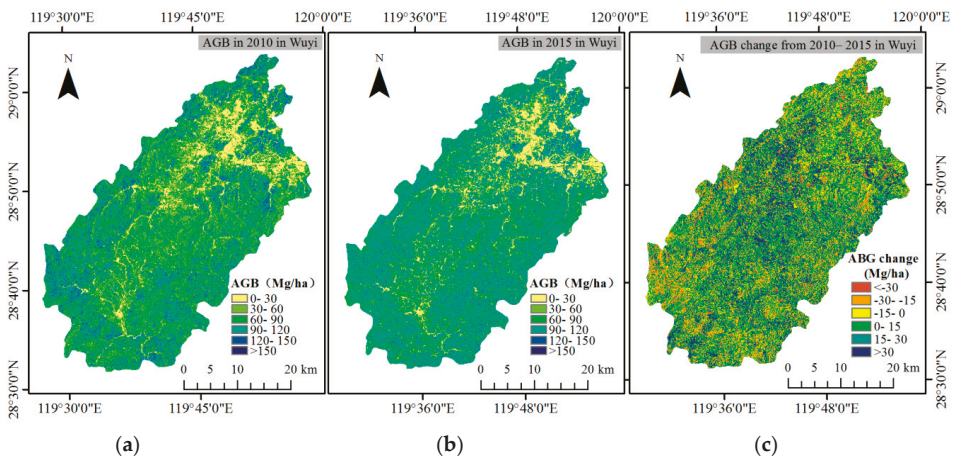 119°30'0"E 119°45'0"E 120°0'0"E
119°36'0"E 119°48'0"E 120°0'0"E
119°36'0"E 119°48'0"E 120°0'0"E
AGB in 2010 in Wuyi
AGB in 2015 in Wuyi
AGB change from 2010– 2015 in Wuyi
N
N
N
28°30'0"N 28°40'0"N 28°50'0"N 29°0'0"N
28°30'0"N 28°40'0"N 28°50'0"N 29°0'0"N
AGB（Mg/ha）
0- 30
30- 60
60- 90
90- 120
120- 150
>150
0 5 10 20 km
AGB（Mg/ha）
0- 30
30- 60
60- 90
90- 120
120- 150
>150
0 5 10 20 km
ABG change
(Mg/ha)
<-30
-30- -15
-15- 0
0- 15
15- 30
>30
0 5 10 20 km
119°30'0"E 119°45'0"E
119°36'0"E 119°48'0"E
119°36'0"E 119°48'0"E
(a) (b) (c)